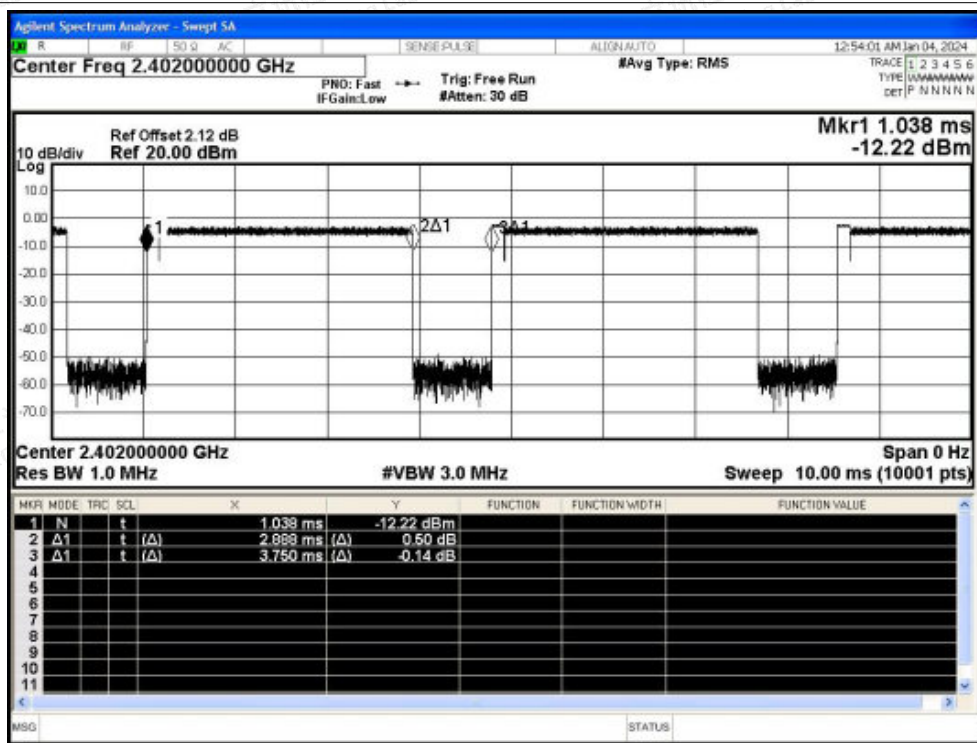 Agilent Spectrum Analyzer - Swept SA
LXI R RF 50 Ω AC SENSE:PULSE ALIGN AUTO 12:54:01 AM Jan 04, 2024
Center Freq 2.402000000 GHz #Avg Type: RMS TRACE 1 2 3 4 5 6
PNO: Fast Trig: Free Run TYPE WWWWWW
IFGain:Low #Atten: 30 dB DET P N N N N N
Mkr1 1.038 ms
Ref Offset 2.12 dB
10 dB/div Ref 20.00 dBm -12.22 dBm
Log
10.0
0.00
1 2Δ1 3Δ1
-10.0
-20.0
-30.0
-40.0
-50.0
-60.0
-70.0
Center 2.402000000 GHz Span 0 Hz
Res BW 1.0 MHz #VBW 3.0 MHz Sweep 10.00 ms (10001 pts)
MKR MODE TRC SCL X Y FUNCTION FUNCTION WIDTH FUNCTION VALUE
1 N t 1.038 ms -12.22 dBm
2 Δ1 t (Δ) 2.888 ms (Δ) 0.50 dB
3 Δ1 t (Δ) 3.750 ms (Δ) -0.14 dB
4
5
6
7
8
9
10
11
MSG STATUS